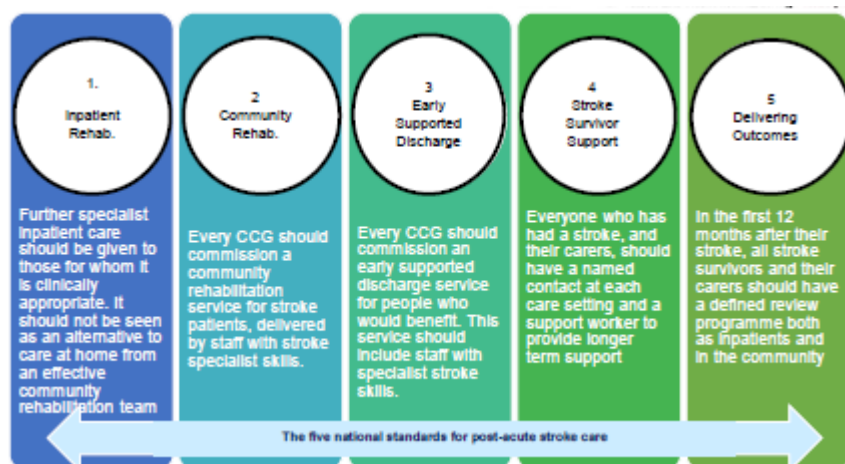 1.
Inpatient
Rehab.
Further specialist
inpatient care
should be given to
those for whom it
is clinically
appropriate. It
should not be seen
as an alternative to
care at home from
an effective
community
rehabilitation team
2
Community
Rehab.
Every CCG should
commission a
community
rehabilitation
service for stroke
patients, delivered
by staff with stroke
specialist skills.
3
Early
Supported
Discharge
Every CCG should
commission an
early supported
discharge service
for people who
would benefit. This
service should
include staff with
specialist stroke
skills.
4
Stroke
Survivor
Support
Everyone who has
had a stroke, and
their carers, should
have a named
contact at each
care setting and a
support worker to
provide longer
term support
5
Delivering
Outcomes
In the first 12
months after their
stroke, all stroke
survivors and their
carers should have
a defined review
programme both
as inpatients and
in the community
The five national standards for post-acute stroke care